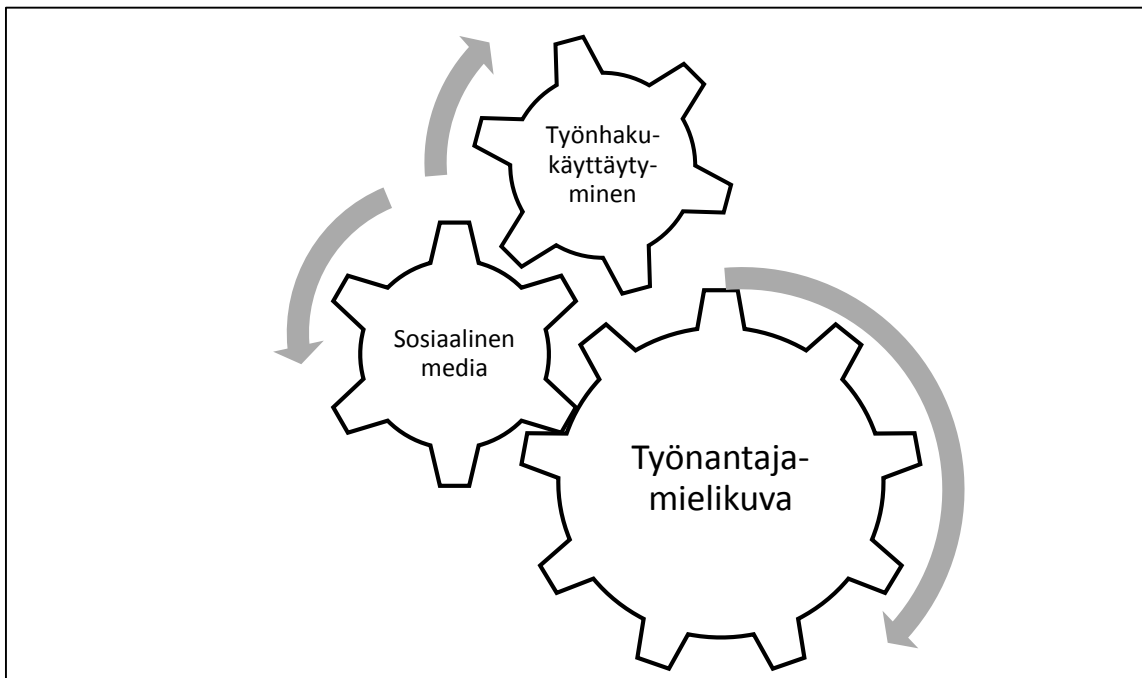 Työnhaku-
käyttäyty-
minen
Sosiaalinen
media
Työnantaja-
mielikuva